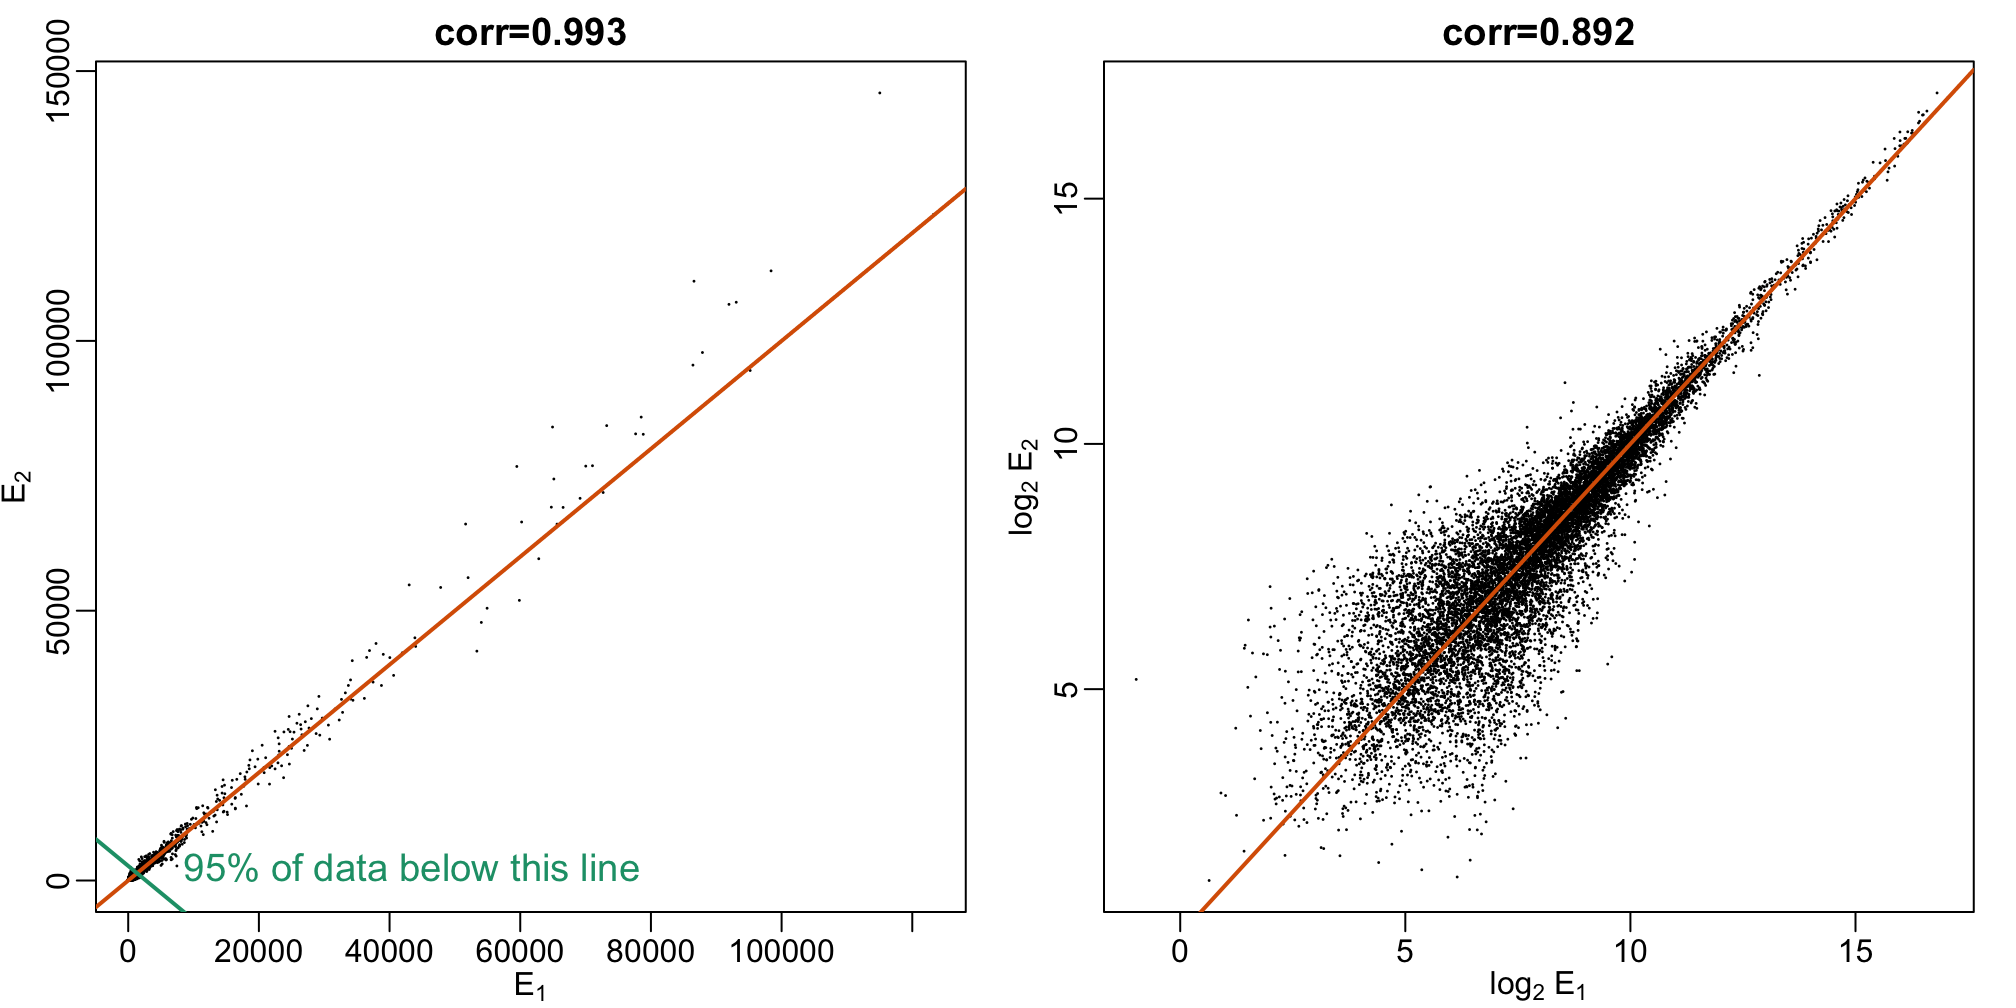 corr=0.993
150000
100000
50000
0
E₂
95% of data below this line
0 20000 40000 60000 80000 100000
E₁
corr=0.892
15
10
5
log₂ E₂
0 5 10 15
log₂ E₁